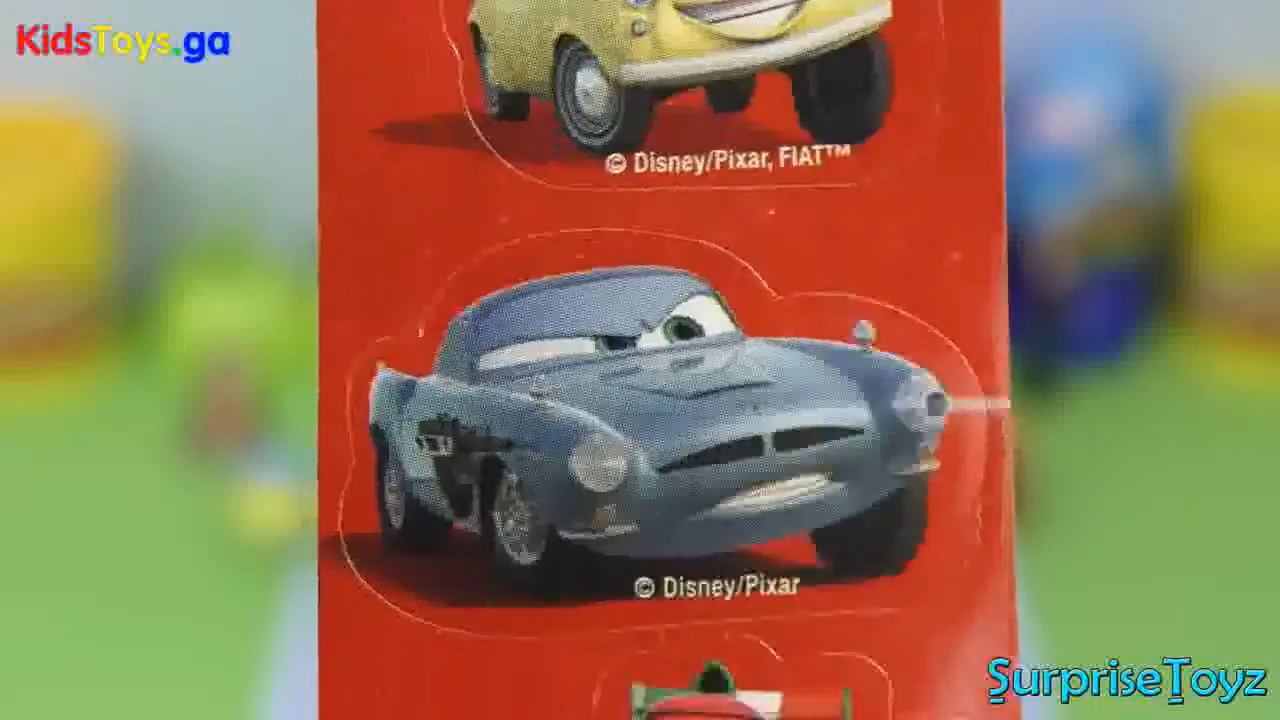 KidsToys.ga
© Disney/Pixar, FIAT™
© Disney/Pixar
SurpriseToyz